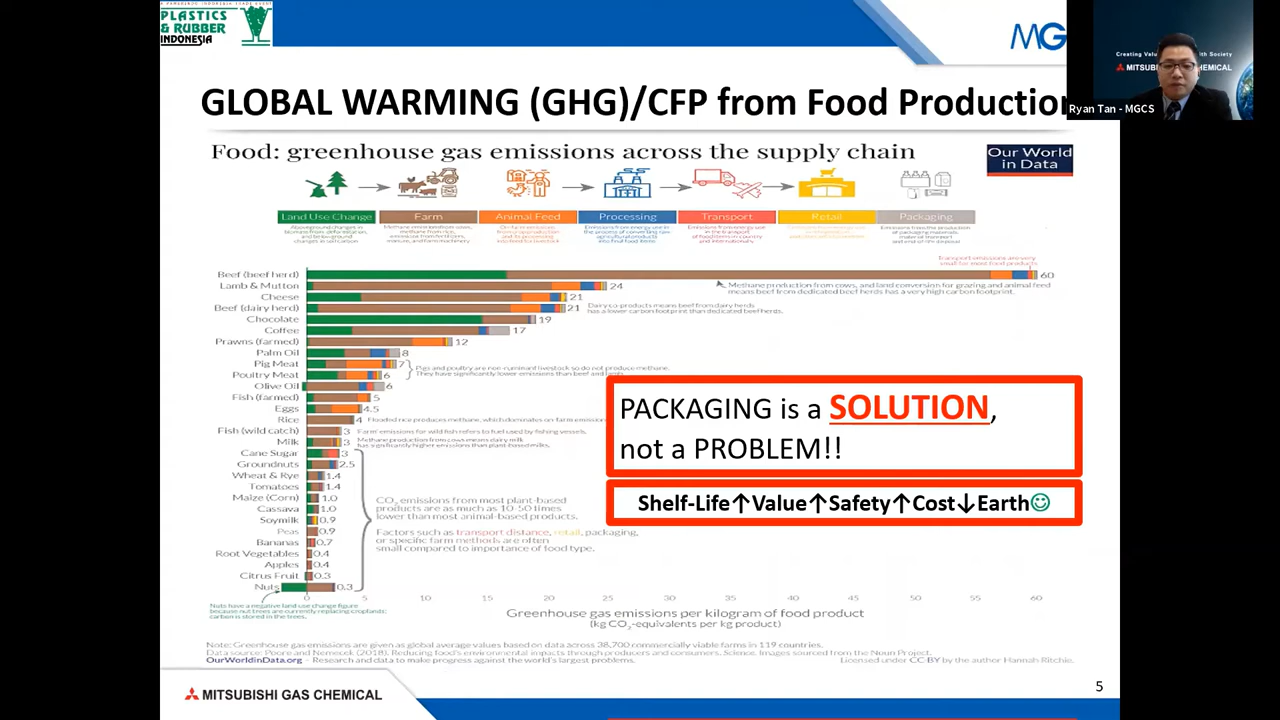 PLASTICS
& RUBBER
INDONESIA
MG
Creating Val
th Society
MITSUBISHI CHEMICAL
Ryan Tan - MGCS
GLOBAL WARMING (GHG)/CFP from Food Production
Food: greenhouse gas emissions across the supply chain
Our World
in Data
Land Use Change
Farm
Animal Feed
Processing
Transport
Retail
Packaging
Transport emissions are very
small for most food products
Beef (beef herd) 60
Lamb & Mutton 24
Methane production from cows, and land conversion for grazing and animal feed
means beef from dedicated beef herds has a very high carbon footprint.
Cheese 21
Beef (dairy herd) 21
Dairy co-products means beef from dairy herds
has a lower carbon footprint than dedicated beef herds.
Chocolate 19
Coffee 17
Prawns (farmed) 12
Palm Oil 8
Pig Meat 7
Poultry Meat 6
Pigs and poultry are non-ruminant livestock so do not produce methane.
They have significantly lower emissions than beef and lamb.
Olive Oil 6
Fish (farmed) 5
Eggs 4.5
Rice 4
Flooded rice produces methane, which dominates on-farm emissions
Fish (wild catch) 3
Farm emissions for wild fish refers to fuel used by fishing vessels.
Milk 3
Methane production from cows means dairy milk
has significantly higher emissions than plant-based milks.
Cane Sugar 3
Groundnuts 2.5
Wheat & Rye 1.4
Tomatoes 1.4
Maize (Corn) 1.0
Cassava 1.0
Soymilk 0.9
Peas 0.9
Bananas 0.7
Root Vegetables 0.4
Apples 0.4
Citrus Fruit 0.3
Nuts 0.3
CO₂ emissions from most plant-based
products are as much as 10-50 times
lower than most animal-based products.
Factors such as transport distance, retail, packaging,
or specific farm methods are often
small compared to importance of food type.
PACKAGING is a SOLUTION,
not a PROBLEM!!
Shelf-Life↑Value↑Safety↑Cost↓Earth☺
0 5 10 15 20 25 30 35 40 45 50 55 60
Nuts have a negative land use change figure
because nut trees are currently replacing croplands;
carbon is stored in the trees.
Greenhouse gas emissions per kilogram of food product
(kg CO₂-equivalents per kg product)
Note: Greenhouse gas emissions are given as global average values based on data across 38,700 commercially viable farms in 119 countries.
Data source: Poore and Nemecek (2018). Reducing food's environmental impacts through producers and consumers. Science. Images sourced from the Noun Project.
OurWorldinData.org – Research and data to make progress against the world's largest problems.
Licensed under CC-BY by the author Hannah Ritchie.
MITSUBISHI GAS CHEMICAL
5